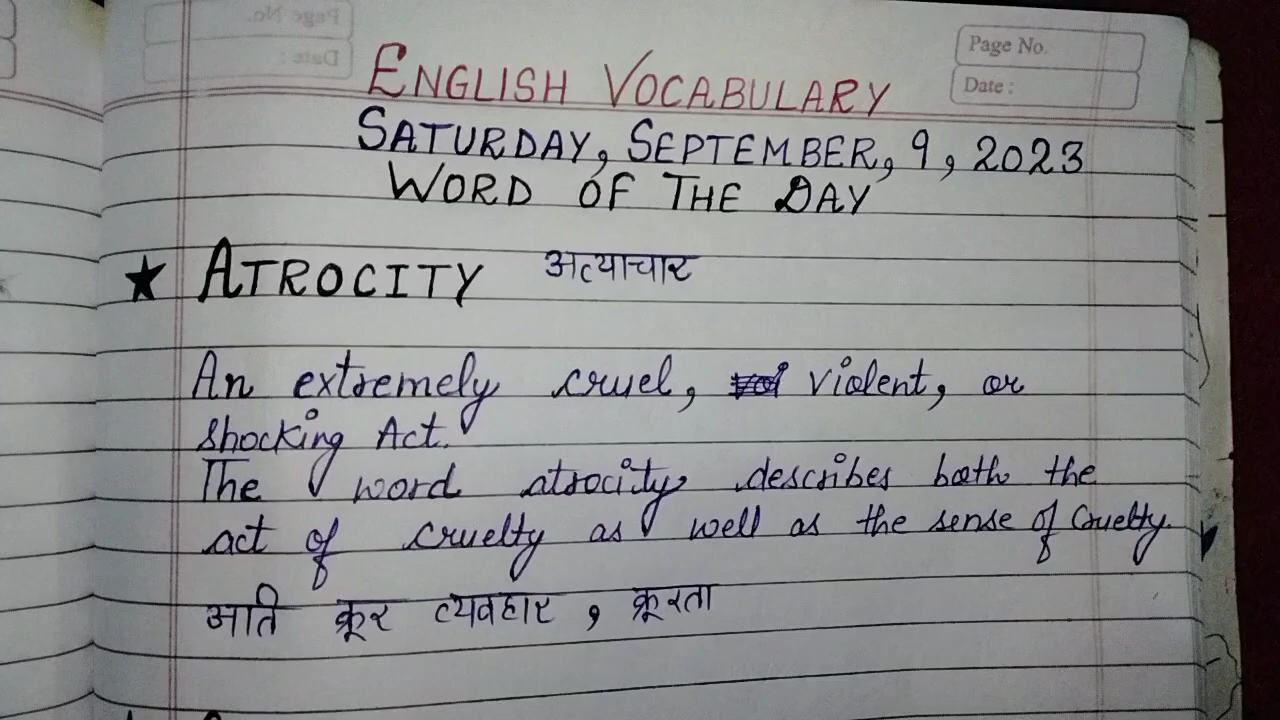 Page No.
Date :
ENGLISH VOCABULARY
SATURDAY, SEPTEMBER, 9, 2023
WORD OF THE DAY
★ ATROCITY अत्याचार
An extremely cruel, violent, or
Shocking Act.
The word atrocity describes both the
act of cruelty as well as the sense of Cruelty.
आति क्रूर व्यवहार, क्रूरता